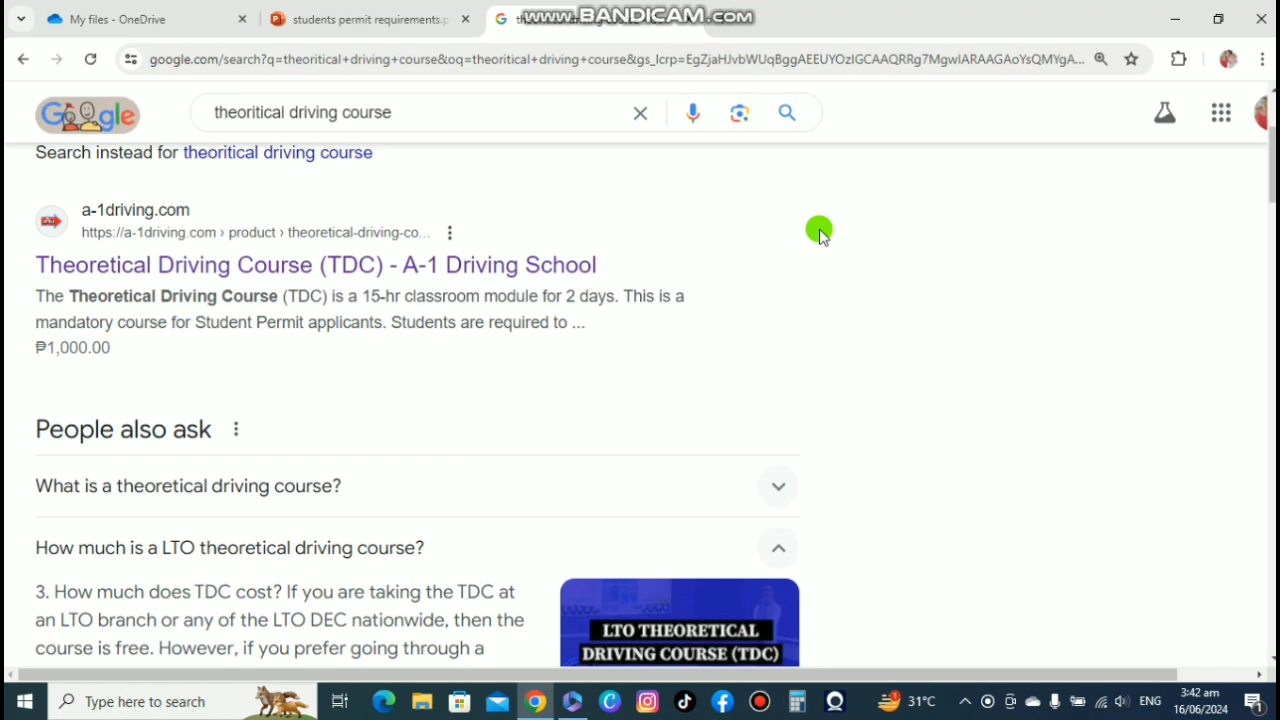 www.BANDICAM.com
My files - OneDrive
students permit requirements.p
google.com/search?q=theoritical+driving+course&oq=theoritical+driving+course&gs_lcrp=EgZjaHJvbWUqBggAEEUYOzIGCAAQRRg7MgwIARAAGAoYsQMYgA...
Google
theoritical driving course
Search instead for theoritical driving course
a-1driving.com
https://a-1driving.com › product › theoretical-driving-co...
Theoretical Driving Course (TDC) - A-1 Driving School
The Theoretical Driving Course (TDC) is a 15-hr classroom module for 2 days. This is a
mandatory course for Student Permit applicants. Students are required to ...
₱1,000.00
People also ask
What is a theoretical driving course?
How much is a LTO theoretical driving course?
3. How much does TDC cost? If you are taking the TDC at
an LTO branch or any of the LTO DEC nationwide, then the
course is free. However, if you prefer going through a
LTO THEORETICAL
DRIVING COURSE (TDC)
Type here to search
31°C
ENG
3:42 am
16/06/2024
1